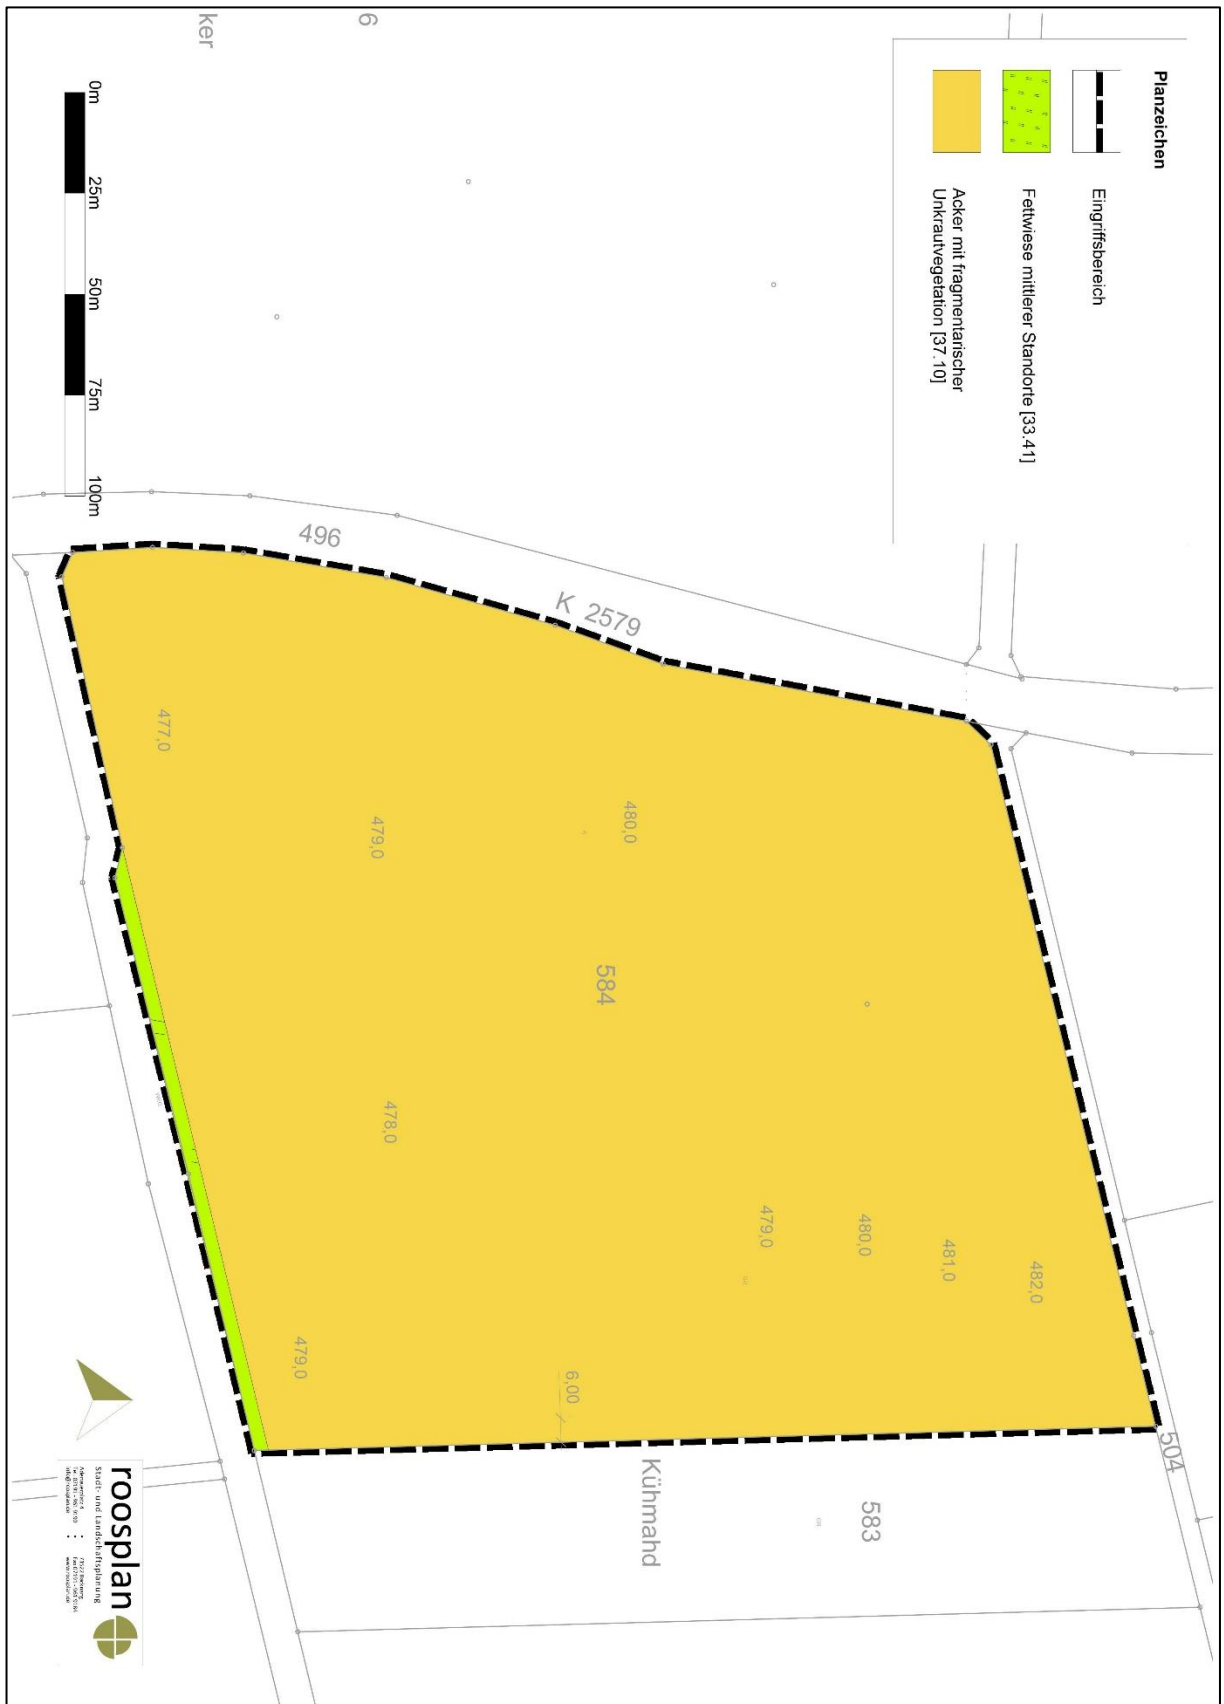 Planzeichen
Eingriffsbereich
Fettwiese mittlerer Standorte [33.41]
Acker mit fragmentarischer
Unkrautvegetation [37.10]
0m
25m
50m
75m
100m
6
ker
496
K 2579
477,0
479,0
480,0
584
478,0
479,0
480,0
481,0
482,0
479,0
6,00
504
Kühmahd
583
roosplan
Stadt- und Landschaftsplanung